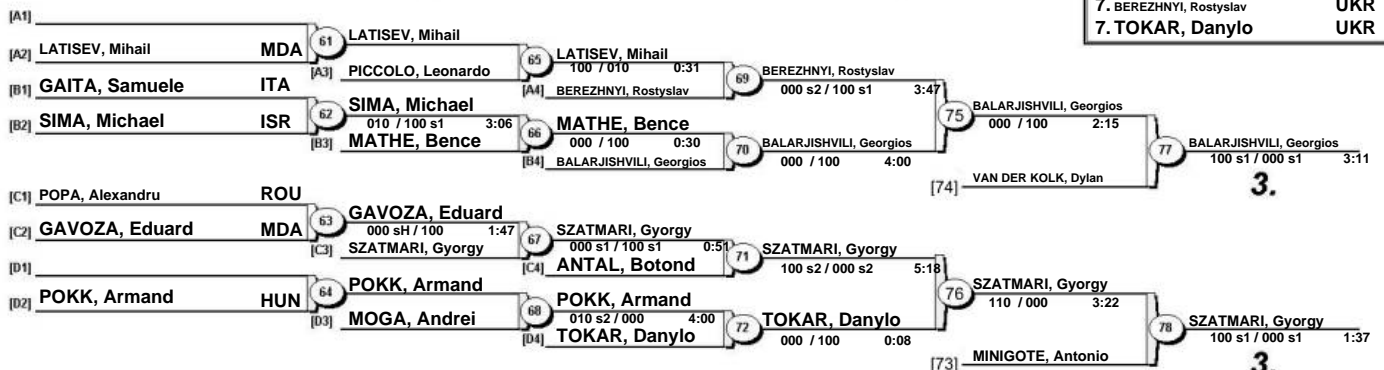 7. BEREZHNYI, Rostyslav UKR
7. TOKAR, Danylo UKR
[A1]
[A2] LATISEV, Mihail MDA
61 LATISEV, Mihail
[A3] PICCOLO, Leonardo
65 LATISEV, Mihail
100 / 010 0:31
[A4] BEREZHNYI, Rostyslav
69 BEREZHNYI, Rostyslav
000 s2 / 100 s1 3:47
[B1] GAITA, Samuele ITA
[B2] SIMA, Michael ISR
62 SIMA, Michael
010 / 100 s1 3:06
[B3] MATHE, Bence
66 MATHE, Bence
000 / 100 0:30
[B4] BALARJISHVILI, Georgios
70 BALARJISHVILI, Georgios
000 / 100 4:00
75 BALARJISHVILI, Georgios
000 / 100 2:15
[74] VAN DER KOLK, Dylan
77 BALARJISHVILI, Georgios
100 s1 / 000 s1 3:11
3.
[C1] POPA, Alexandru ROU
[C2] GAVOZA, Eduard MDA
63 GAVOZA, Eduard
000 sH / 100 1:47
[C3] SZATMARI, Gyorgy
67 SZATMARI, Gyorgy
000 s1 / 100 s1 0:51
[C4] ANTAL, Botond
71 SZATMARI, Gyorgy
100 s2 / 000 s2 5:18
[D1]
[D2] POKK, Armand HUN
64 POKK, Armand
[D3] MOGA, Andrei
68 POKK, Armand
010 s2 / 000 4:00
[D4] TOKAR, Danylo
72 TOKAR, Danylo
000 / 100 0:08
76 SZATMARI, Gyorgy
110 / 000 3:22
[73] MINIGOTE, Antonio
78 SZATMARI, Gyorgy
100 s1 / 000 s1 1:37
3.